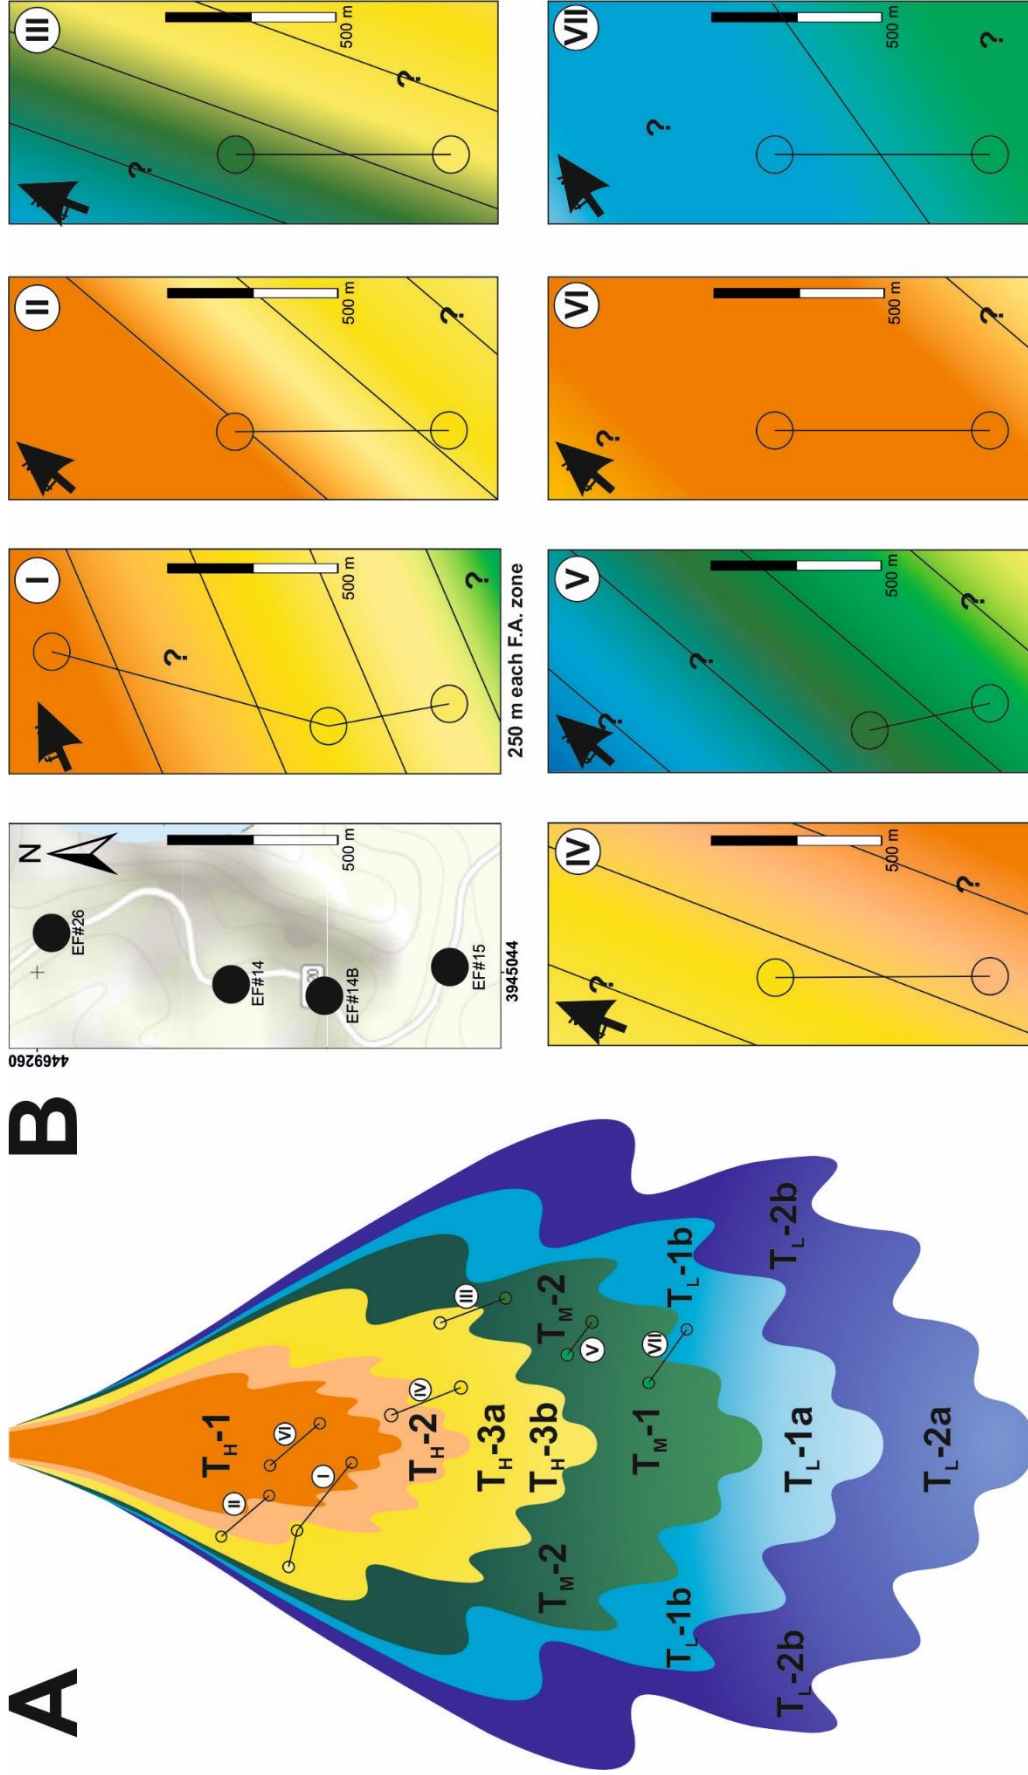 A
T_H-1
T_H-2
T_H-3a
T_H-3b
T_M-2
T_M-2
T_M-1
T_L-1b
T_L-1b
T_L-1a
T_L-2b
T_L-2b
T_L-2a
I
II
III
IV
V
VI
VII
B
4469260
N
EF#26
EF#14
EF#14B
EF#15
500 m
3945044
I
?
?
500 m
250 m each F.A. zone
II
?
500 m
III
?
?
500 m
IV
?
?
500 m
V
?
?
?
500 m
VI
?
?
500 m
VII
?
?
500 m